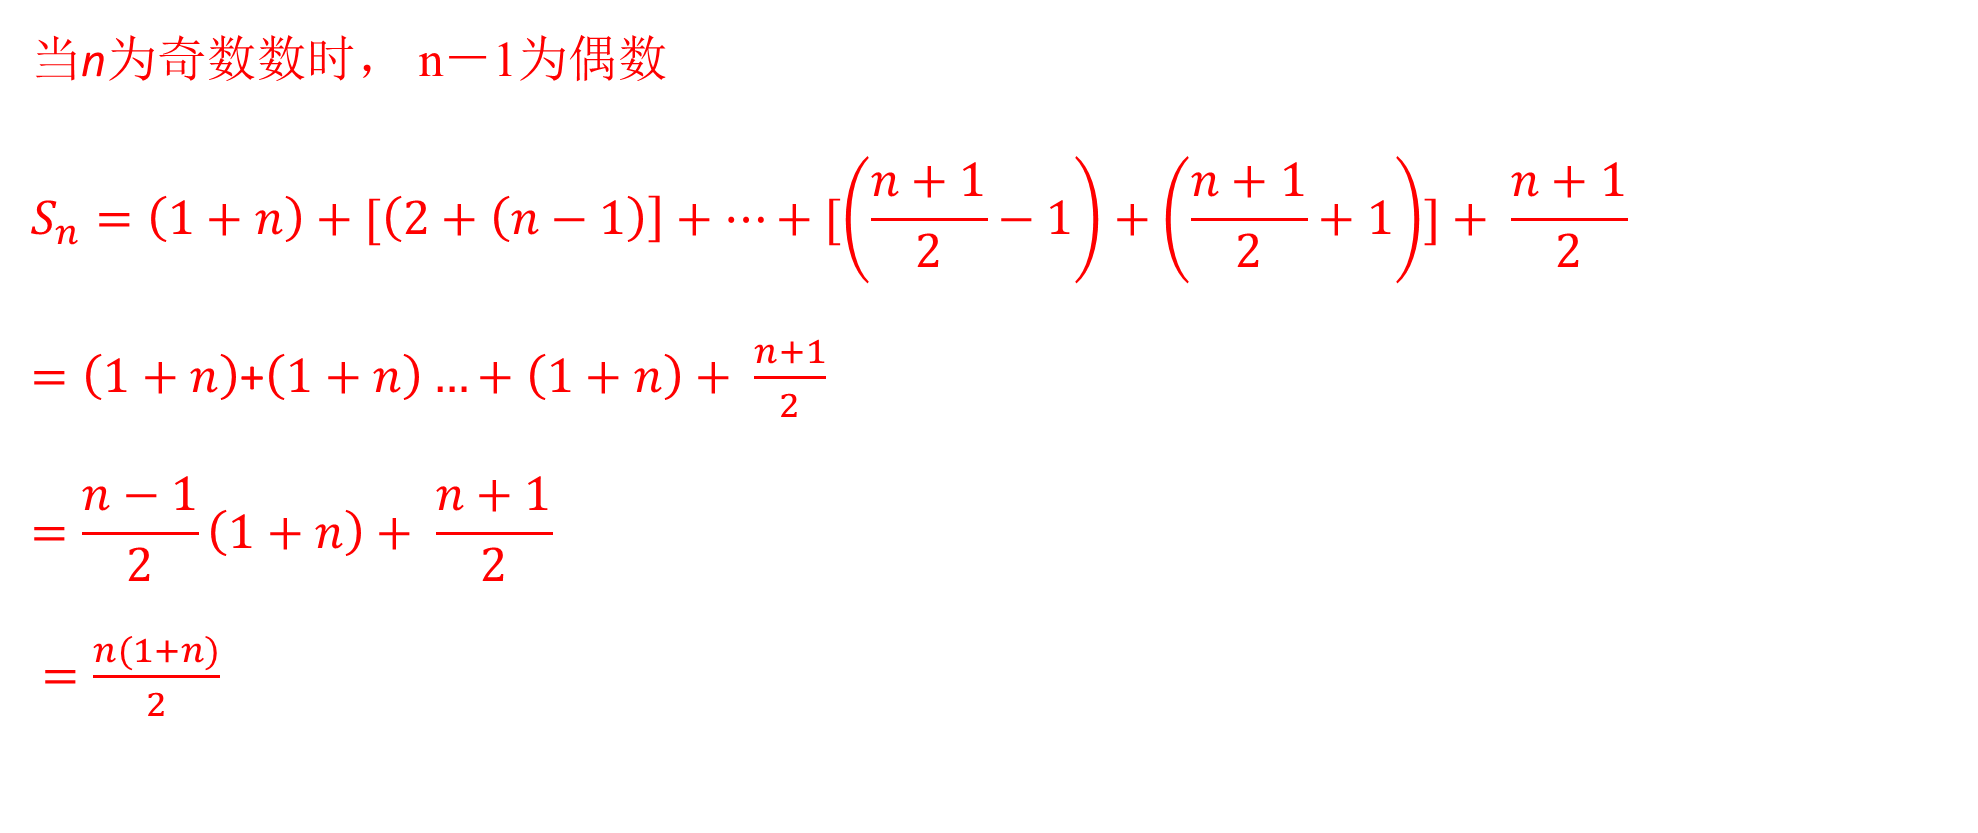 当n为奇数数时， n－1为偶数
Sₙ = (1 + n) + [(2 + (n − 1)] + ⋯ + [((n + 1)/2 − 1) + ((n + 1)/2 + 1)] + (n + 1)/2
= (1 + n)+(1 + n) … + (1 + n) + (n+1)/2
= (n − 1)/2 (1 + n) + (n + 1)/2
= n(1+n)/2